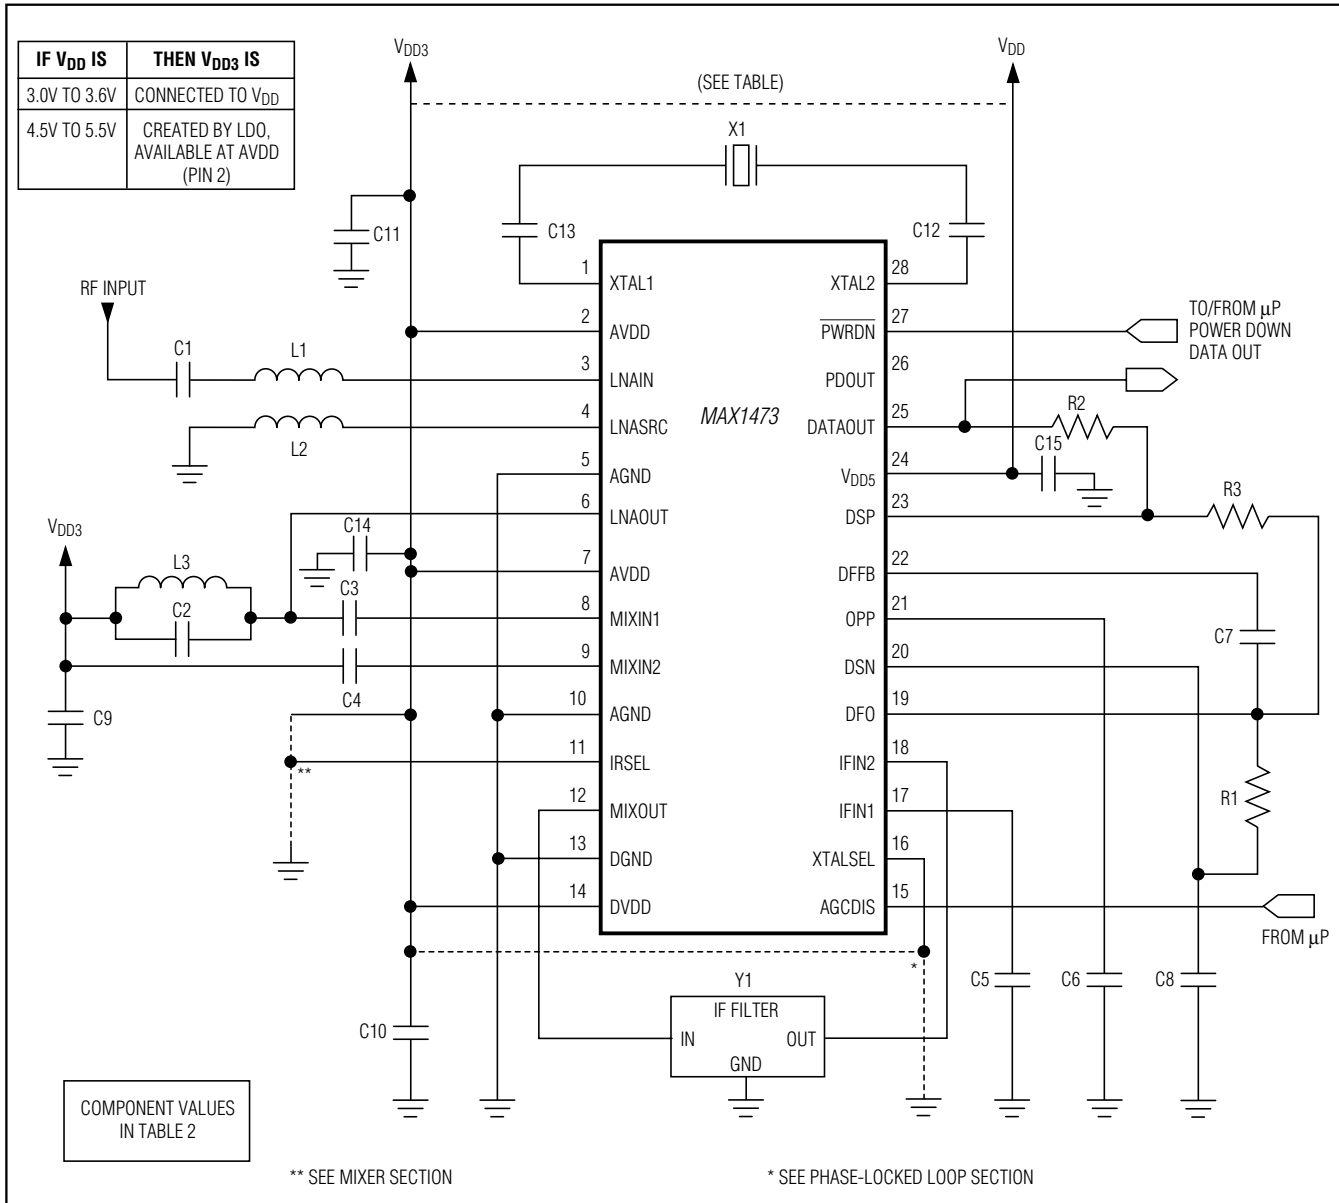 IF VDD IS THEN VDD3 IS
3.0V TO 3.6V CONNECTED TO VDD
4.5V TO 5.5V CREATED BY LDO,
AVAILABLE AT AVDD
(PIN 2)
VDD3
VDD
(SEE TABLE)
X1
C11
C13
C12
RF INPUT
C1
L1
L2
MAX1473
1 XTAL1
2 AVDD
3 LNAIN
4 LNASRC
5 AGND
6 LNAOUT
7 AVDD
8 MIXIN1
9 MIXIN2
10 AGND
11 IRSEL
12 MIXOUT
13 DGND
14 DVDD
XTAL2 28
PWRDN 27
PDOUT 26
DATAOUT 25
VDD5 24
DSP 23
DFFB 22
OPP 21
DSN 20
DFO 19
IFIN2 18
IFIN1 17
XTALSEL 16
AGCDIS 15
TO/FROM μP
POWER DOWN
DATA OUT
R2
C15
R3
VDD3
C14
L3
C2
C3
C4
C9
C7
R1
**
*
FROM μP
C10
Y1
IF FILTER
IN OUT
GND
C5
C6
C8
COMPONENT VALUES
IN TABLE 2
** SEE MIXER SECTION
* SEE PHASE-LOCKED LOOP SECTION